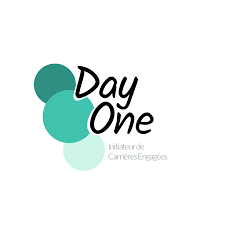 Day
One
Initiateur de
Carrières Engagées